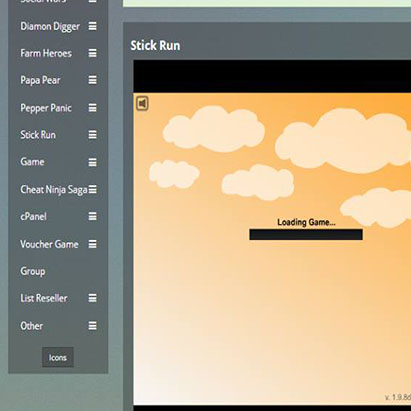 Social Wars
Diamon Digger
Farm Heroes
Papa Pear
Pepper Panic
Stick Run
Game
Cheat Ninja Saga
cPanel
Voucher Game
Group
List Reseller
Other
Icons
Stick Run
Loading Game...
v. 1.9.8